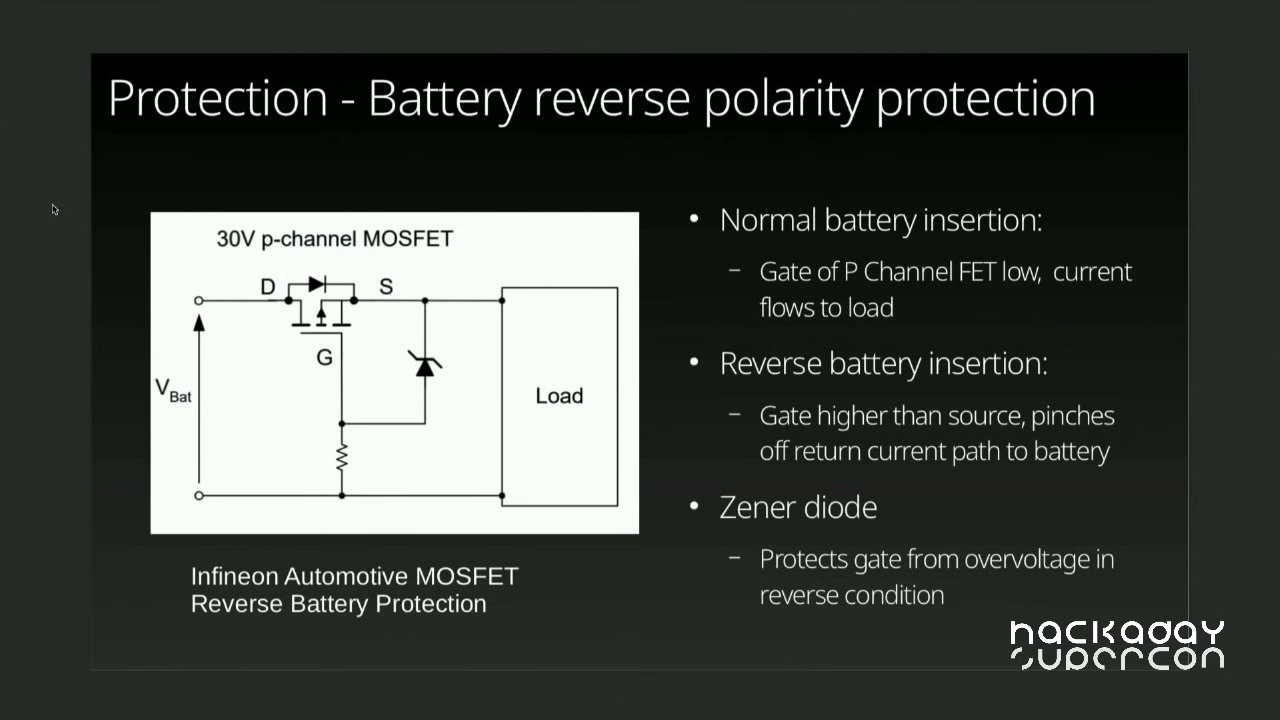 Protection - Battery reverse polarity protection
30V p-channel MOSFET
D
S
G
VBat
Load
Infineon Automotive MOSFET
Reverse Battery Protection
• Normal battery insertion:
– Gate of P Channel FET low, current
flows to load
• Reverse battery insertion:
– Gate higher than source, pinches
off return current path to battery
• Zener diode
– Protects gate from overvoltage in
reverse condition
hackaday
supercon